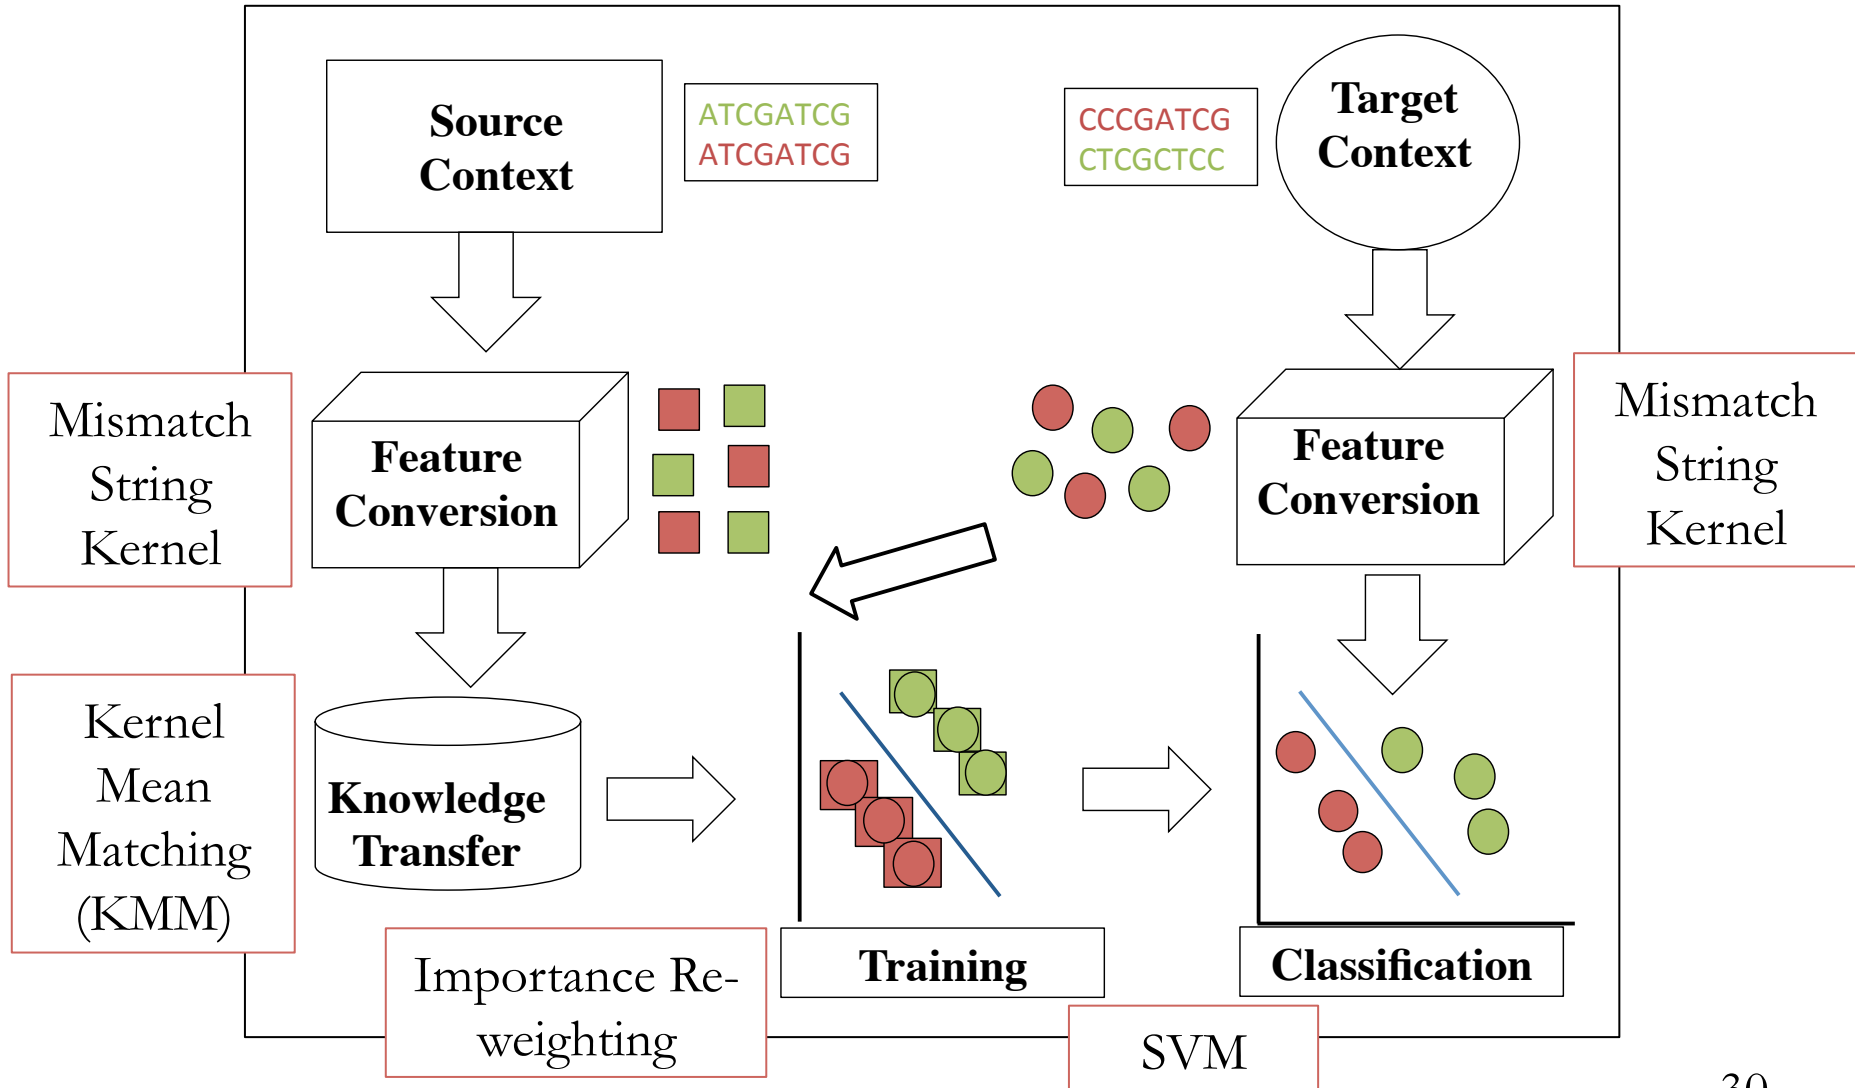 Source
Context
ATCGATCG
ATCGATCG
CCCGATCG
CTCGCTCC
Target
Context
Mismatch
String
Kernel
Feature
Conversion
Feature
Conversion
Mismatch
String
Kernel
Kernel
Mean
Matching
(KMM)
Knowledge
Transfer
Importance Re-
weighting
Training
Classification
SVM
30